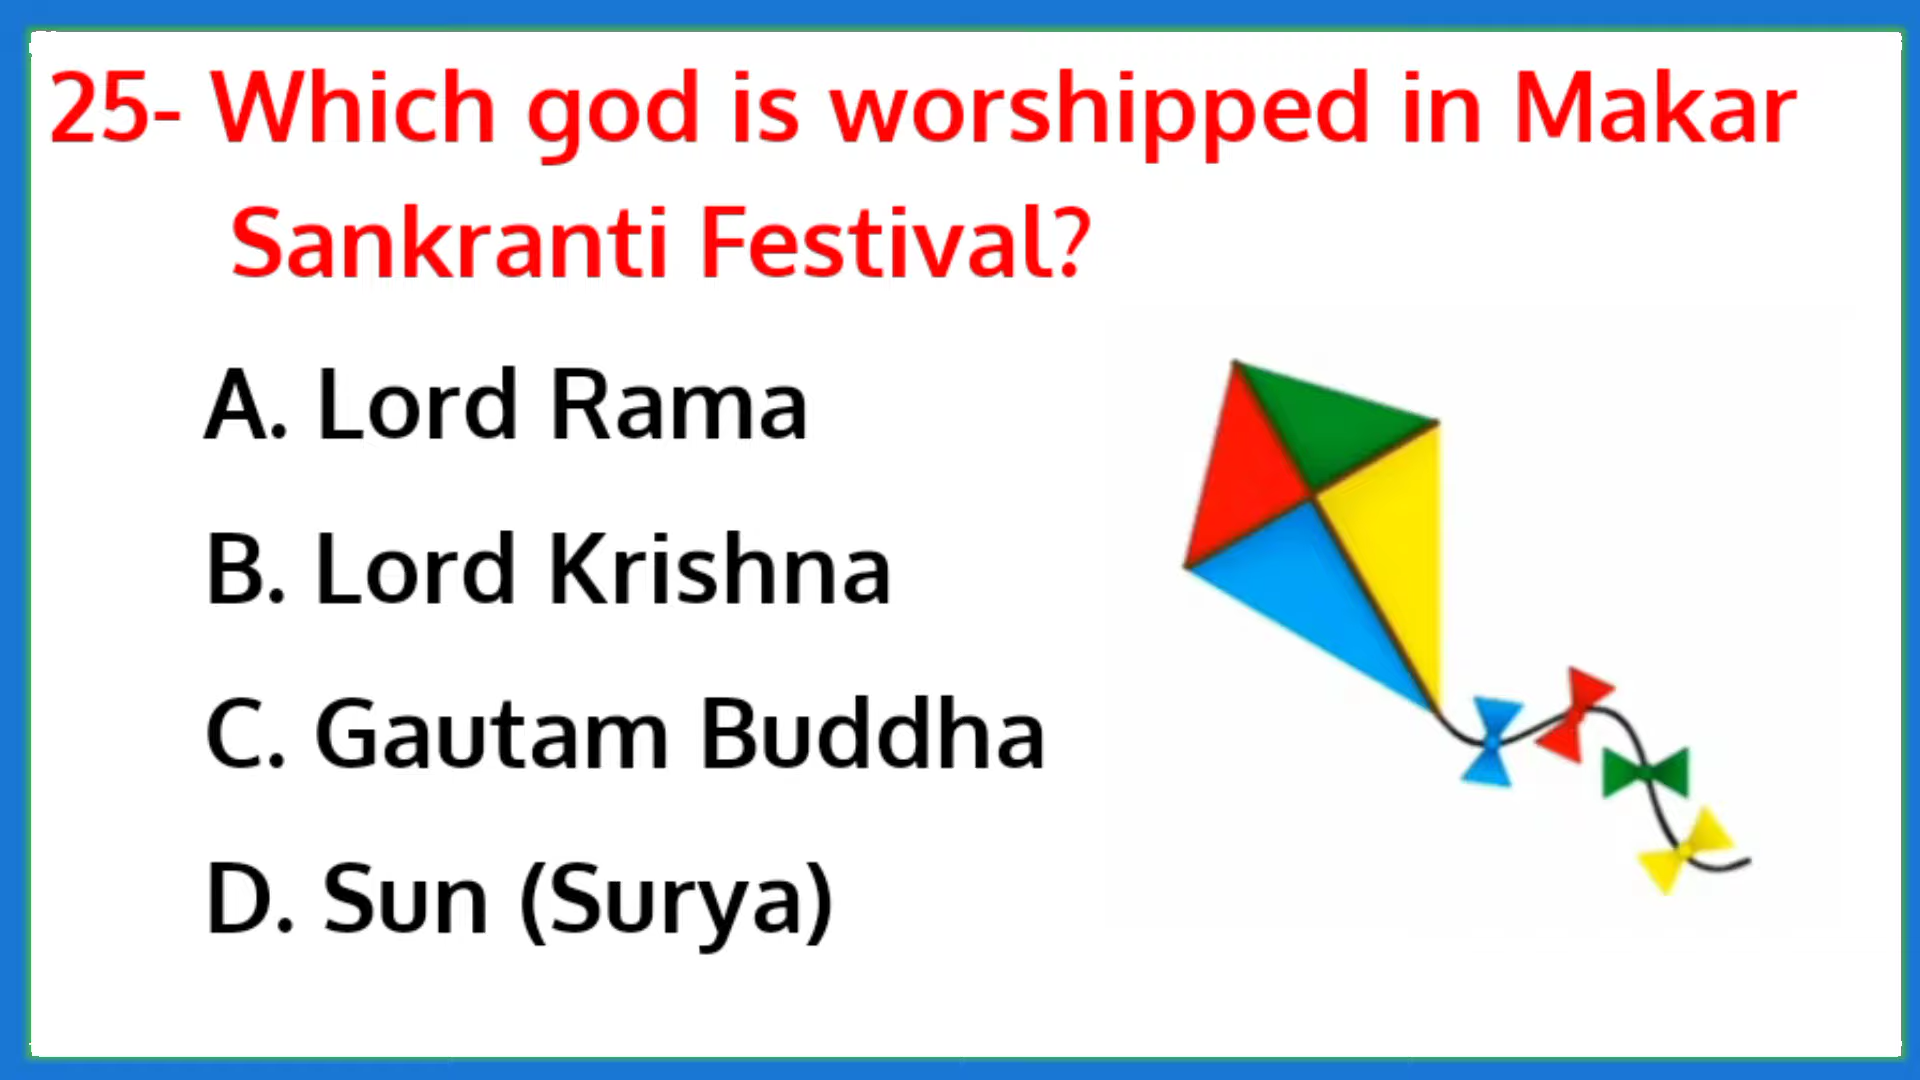 25- Which god is worshipped in Makar
Sankranti Festival?
A. Lord Rama
B. Lord Krishna
C. Gautam Buddha
D. Sun (Surya)